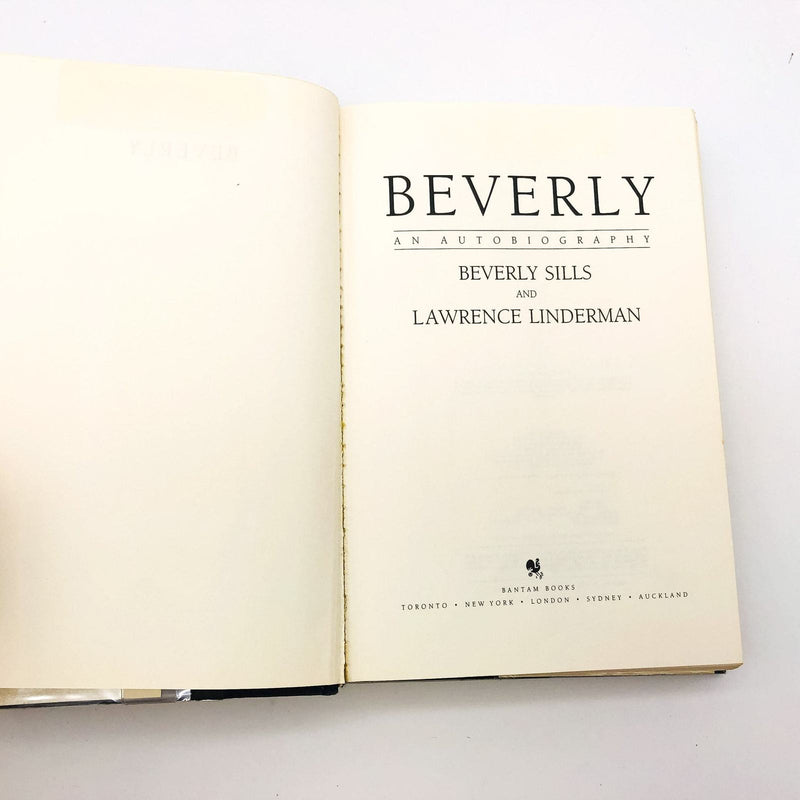 BEVERLY
AN AUTOBIOGRAPHY
BEVERLY SILLS
AND
LAWRENCE LINDERMAN
BANTAM BOOKS
TORONTO • NEW YORK • LONDON • SYDNEY • AUCKLAND